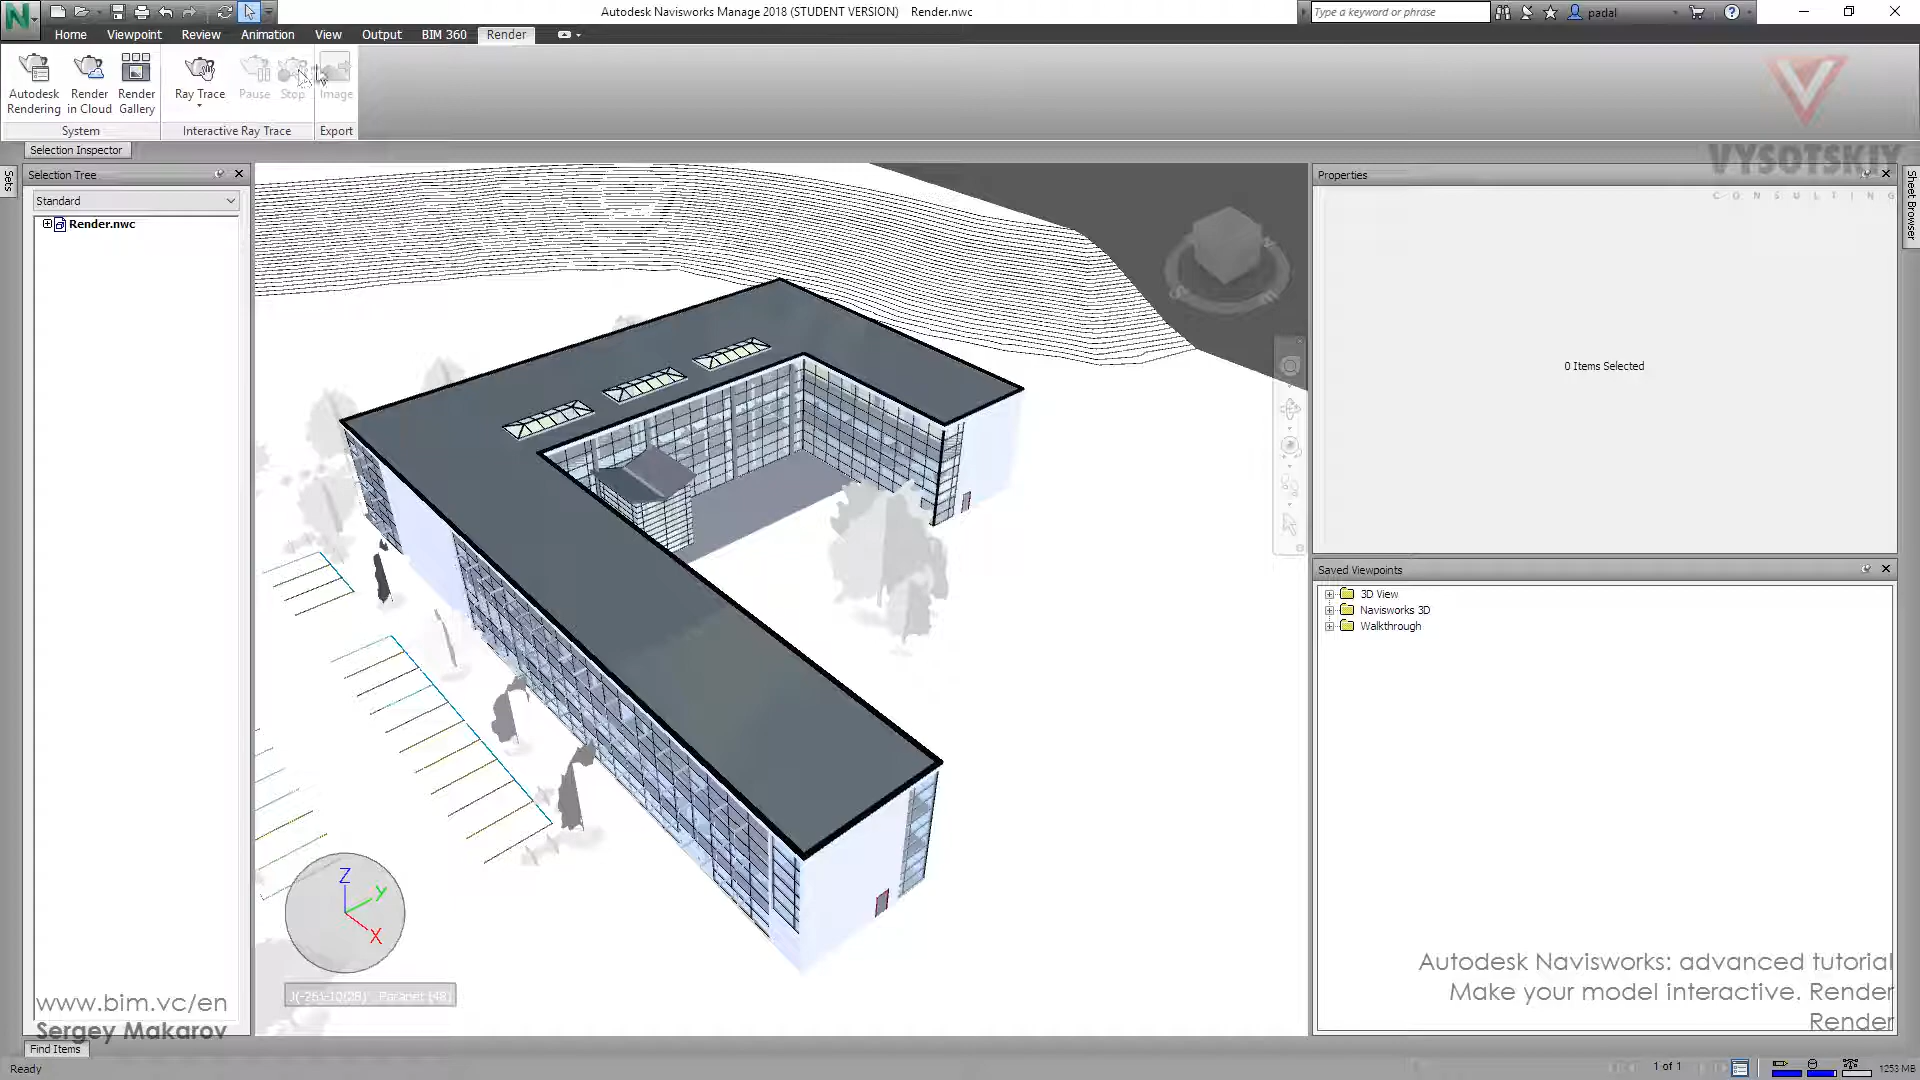 Autodesk Navisworks Manage 2018 (STUDENT VERSION) Render.nwc
Type a keyword or phrase
padal
Home Viewpoint Review Animation View Output BIM 360 Render
Autodesk Rendering
Render in Cloud
Render Gallery
Ray Trace
Pause
Stop
Image
System
Interactive Ray Trace
Export
VYSOTSKIY
CONSULTING
Selection Inspector
Sets
Selection Tree
Standard
Render.nwc
Properties
0 Items Selected
Sheet Browser
Saved Viewpoints
3D View
Navisworks 3D
Walkthrough
Z
Y
X
www.bim.vc/en
Sergey Makarov
Autodesk Navisworks: advanced tutorial
Make your model interactive. Render
Render
Find Items
Ready
1 of 1
1253 MB